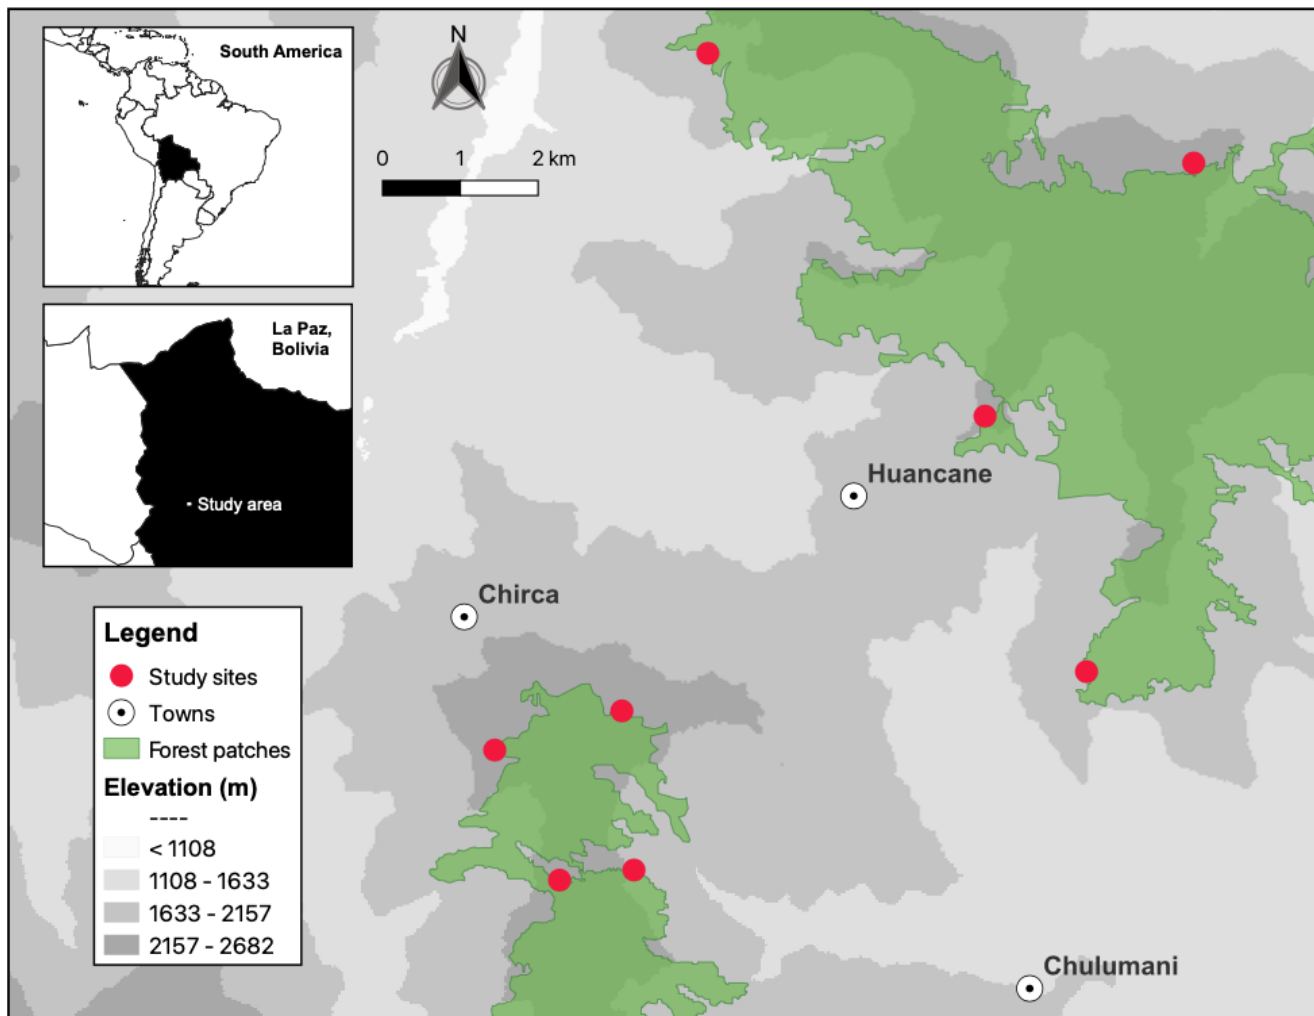 South America
N
0 1 2 km
La Paz,
Bolivia
- Study area
Huancane
Chirca
Legend
Study sites
Towns
Forest patches
Elevation (m)
----
< 1108
1108 - 1633
1633 - 2157
2157 - 2682
Chulumani